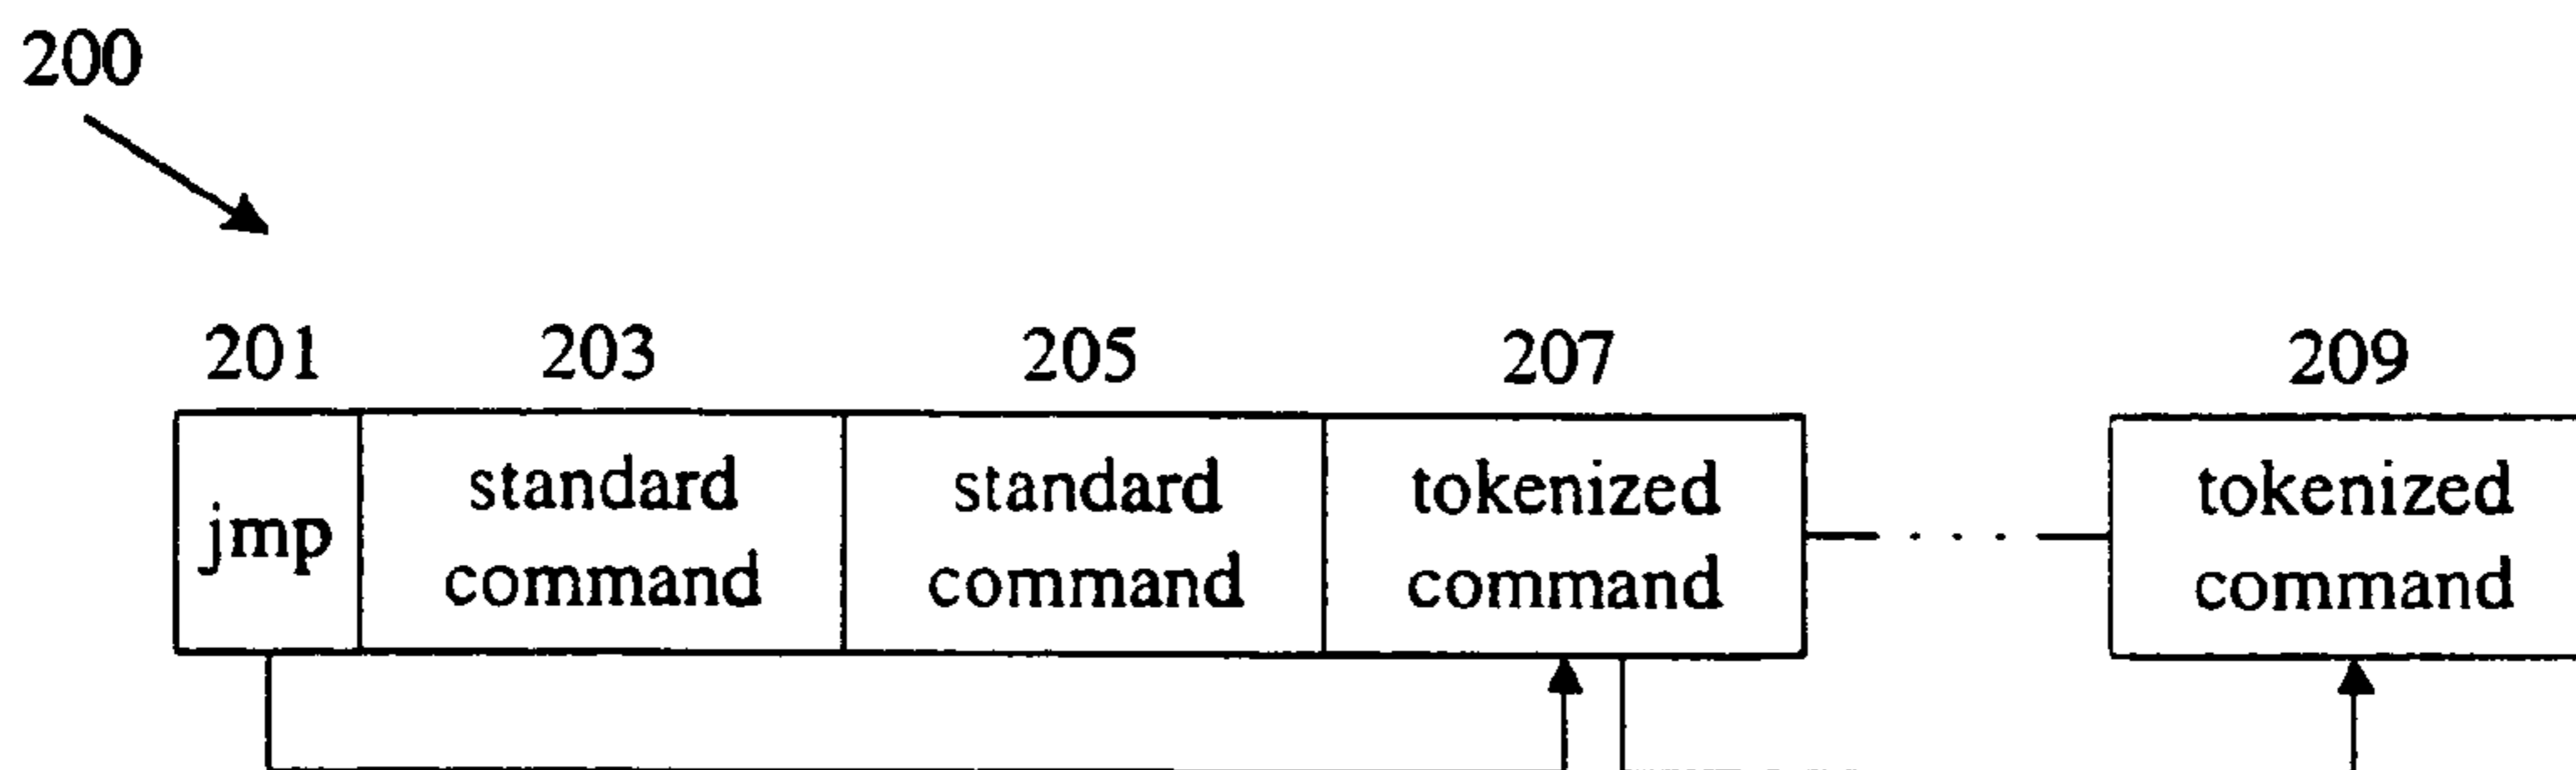 200
201 203 205 207 209
jmp
standard
command
standard
command
tokenized
command
tokenized
command